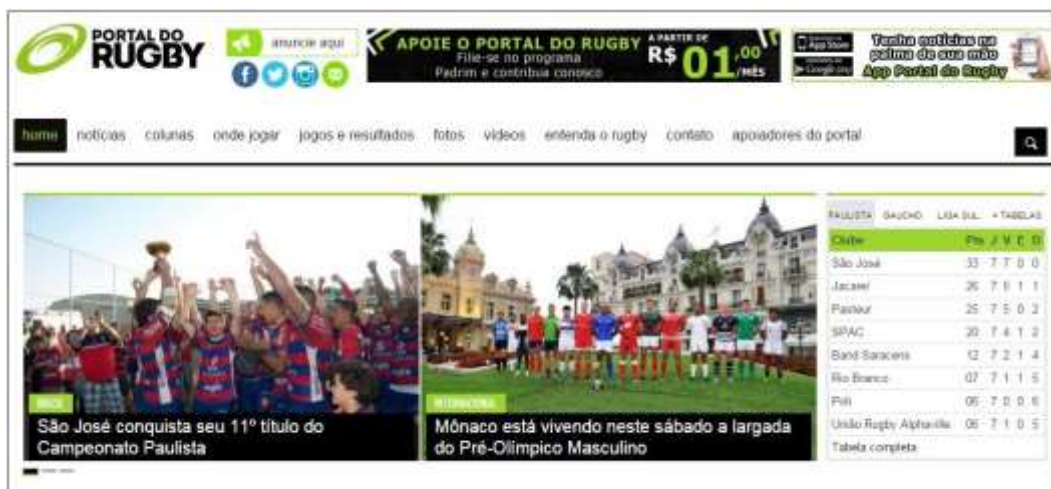 PORTAL DO
RUGBY
anuncie aqui
APOIE O PORTAL DO RUGBY
Filie-se no programa
Padrim e contribua conosco
A PARTIR DE
R$ 01,00
/MÊS
App Store
Google play
Tenha notícias na
palma de sua mão
App Portal do Rugby
home notícias colunas onde jogar jogos e resultados fotos vídeos entenda o rugby contato apoiadores do portal
BRASIL
São José conquista seu 11º título do
Campeonato Paulista
INTERNACIONAL
Mônaco está vivendo neste sábado a largada
do Pré-Olímpico Masculino
PAULISTA GAÚCHO LIGA SUL + TABELAS
Clube Pts J V E D
São José 33 7 7 0 0
Jacareí 26 7 1 1
Pasteur 25 7 5 0 2
SPAC 20 7 4 1 2
Band Saracens 12 7 2 1 4
Rio Branco 07 7 1 1 5
Poli 06 7 0
União Rugby Alphaville 06 7 1 0 5
Tabela completa